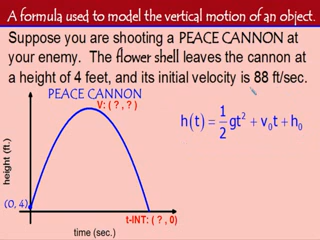 A formula used to model the vertical motion of an object.
Suppose you are shooting a PEACE CANNON at
your enemy. The flower shell leaves the cannon at
a height of 4 feet, and its initial velocity is 88 ft/sec.
PEACE CANNON
V: ( ? , ? )
h(t) = 1/2 gt² + v₀t + h₀
height (ft.)
(0, 4)
t-INT: ( ? , 0)
time (sec.)